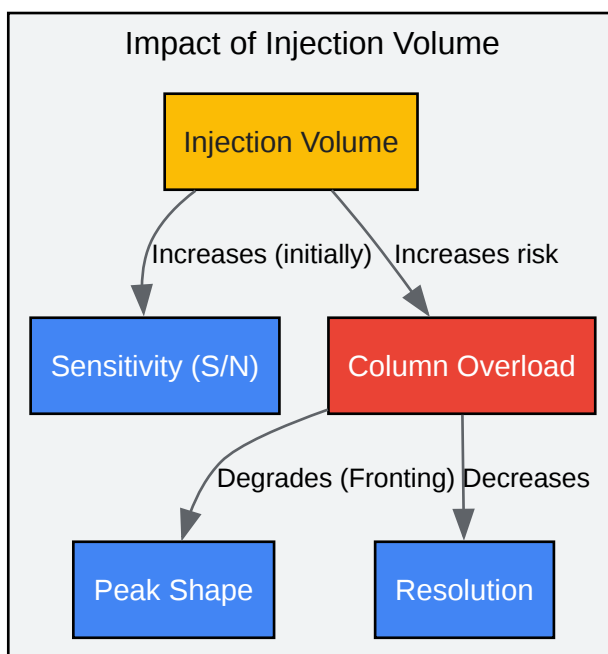 Impact of Injection Volume
Injection Volume
Increases (initially)
Increases risk
Sensitivity (S/N)
Column Overload
Degrades (Fronting)
Decreases
Peak Shape
Resolution